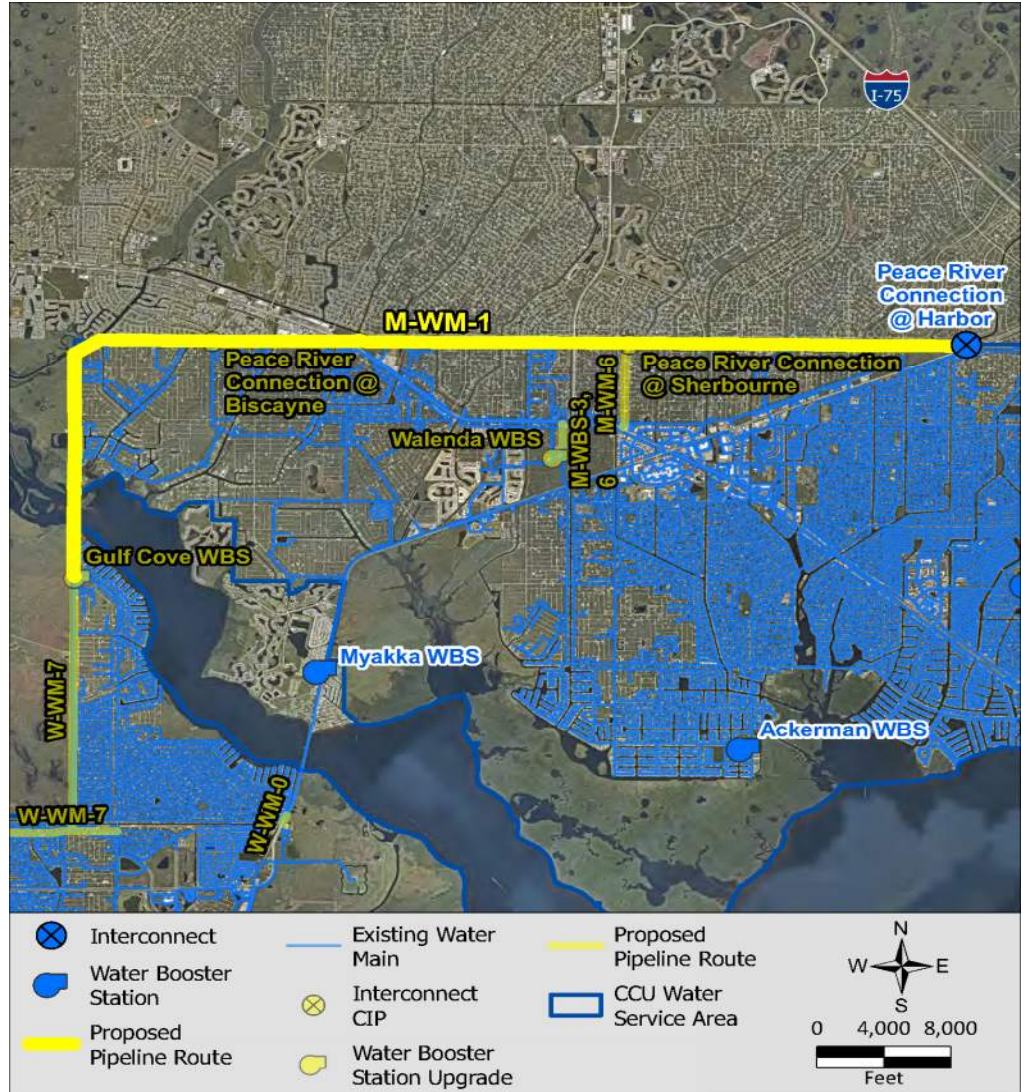 I-75
Peace River
Connection
@ Harbor
M-WM-1
Peace River
Connection @
Biscayne
Peace River Connection
@ Sherbourne
M-WM-6
M-WBS-3,
6
Walenda WBS
Gulf Cove WBS
Myakka WBS
W-WM-7
Ackerman WBS
W-WM-0
W-WM-7
Interconnect
Water Booster
Station
Proposed
Pipeline Route
Existing Water
Main
Interconnect
CIP
Water Booster
Station Upgrade
Proposed
Pipeline Route
CCU Water
Service Area
N
W
E
S
0 4,000 8,000
Feet